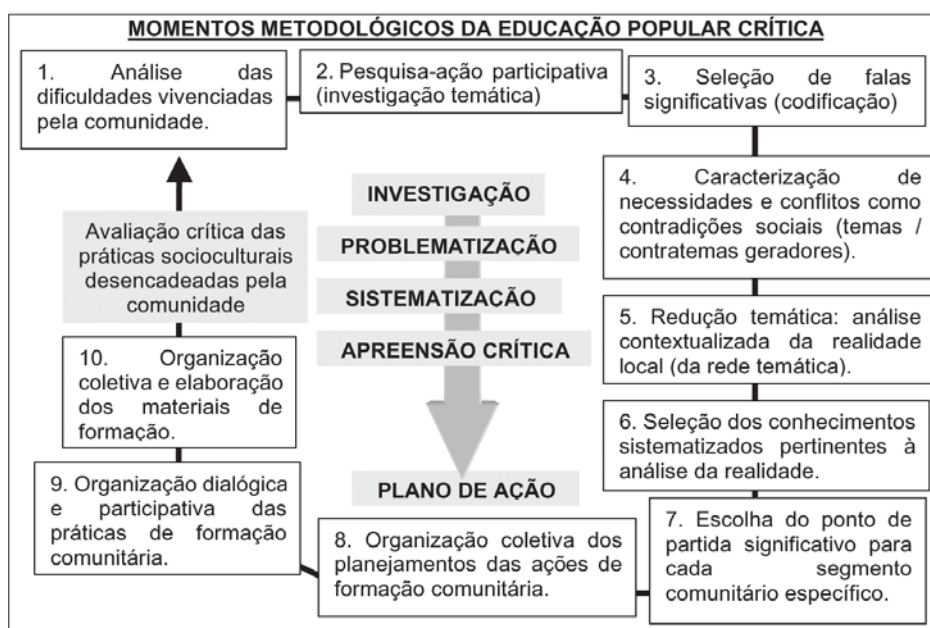 MOMENTOS METODOLÓGICOS DA EDUCAÇÃO POPULAR CRÍTICA
1. Análise das
dificuldades vivenciadas
pela comunidade.
2. Pesquisa-ação participativa
(investigação temática)
3. Seleção de falas
significativas (codificação)
4. Caracterização de
necessidades e conflitos como
contradições sociais (temas /
contratemas geradores).
5. Redução temática: análise
contextualizada da realidade
local (da rede temática).
6. Seleção dos conhecimentos
sistematizados pertinentes à
análise da realidade.
7. Escolha do ponto de
partida significativo para
cada segmento
comunitário específico.
8. Organização coletiva dos
planejamentos das ações de
formação comunitária.
9. Organização dialógica
e participativa das
práticas de formação
comunitária.
10. Organização
coletiva e elaboração
dos materiais de
formação.
Avaliação crítica das
práticas socioculturais
desencadeadas pela
comunidade
INVESTIGAÇÃO
PROBLEMATIZAÇÃO
SISTEMATIZAÇÃO
APREENSÃO CRÍTICA
PLANO DE AÇÃO